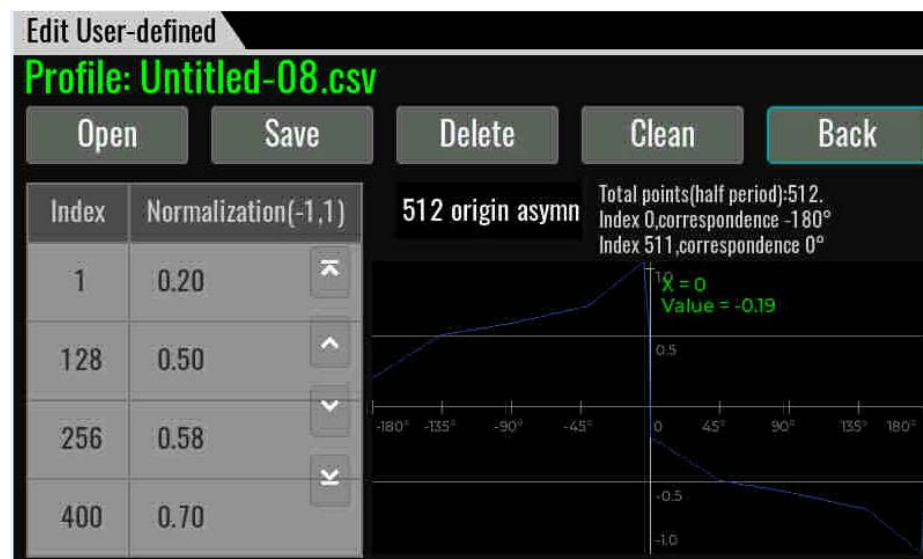 Edit User-defined
Profile: Untitled-08.csv
Open Save Delete Clean Back
Index Normalization(-1,1)
1 0.20
128 0.50
256 0.58
400 0.70
512 origin asymn
Total points(half period):512.
Index 0,correspondence -180°
Index 511,correspondence 0°
1.0
X = 0
Value = -0.19
0.5
-180° -135° -90° -45° 0 45° 90° 135° 180°
-0.5
-1.0